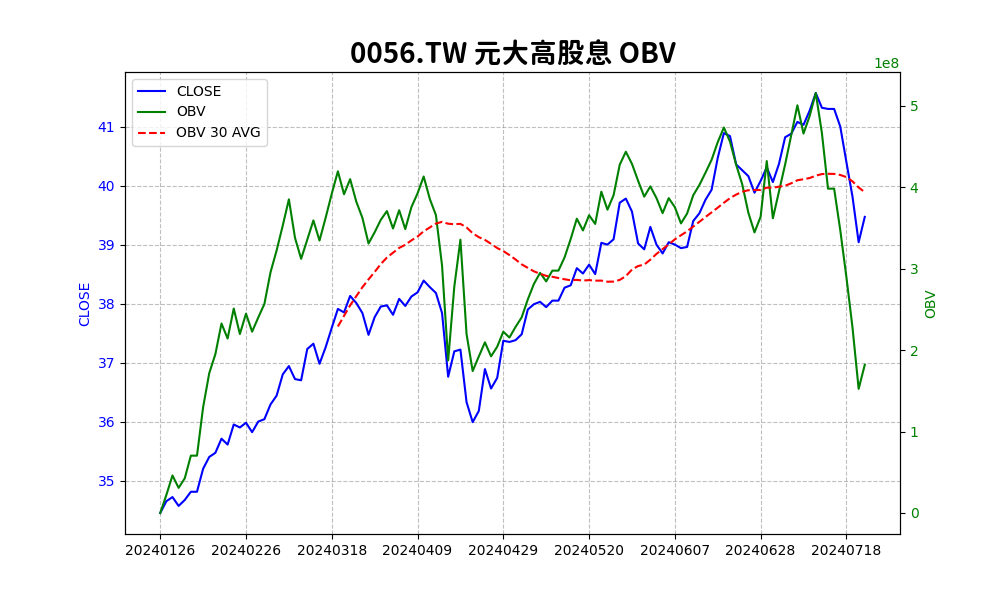 0056.TW 元大高股息 OBV
1e8
CLOSE
OBV
OBV 30 AVG
41
40
39
38
37
36
35
CLOSE
5
4
3
2
1
0
OBV
20240126 20240226 20240318 20240409 20240429 20240520 20240607 20240628 20240718